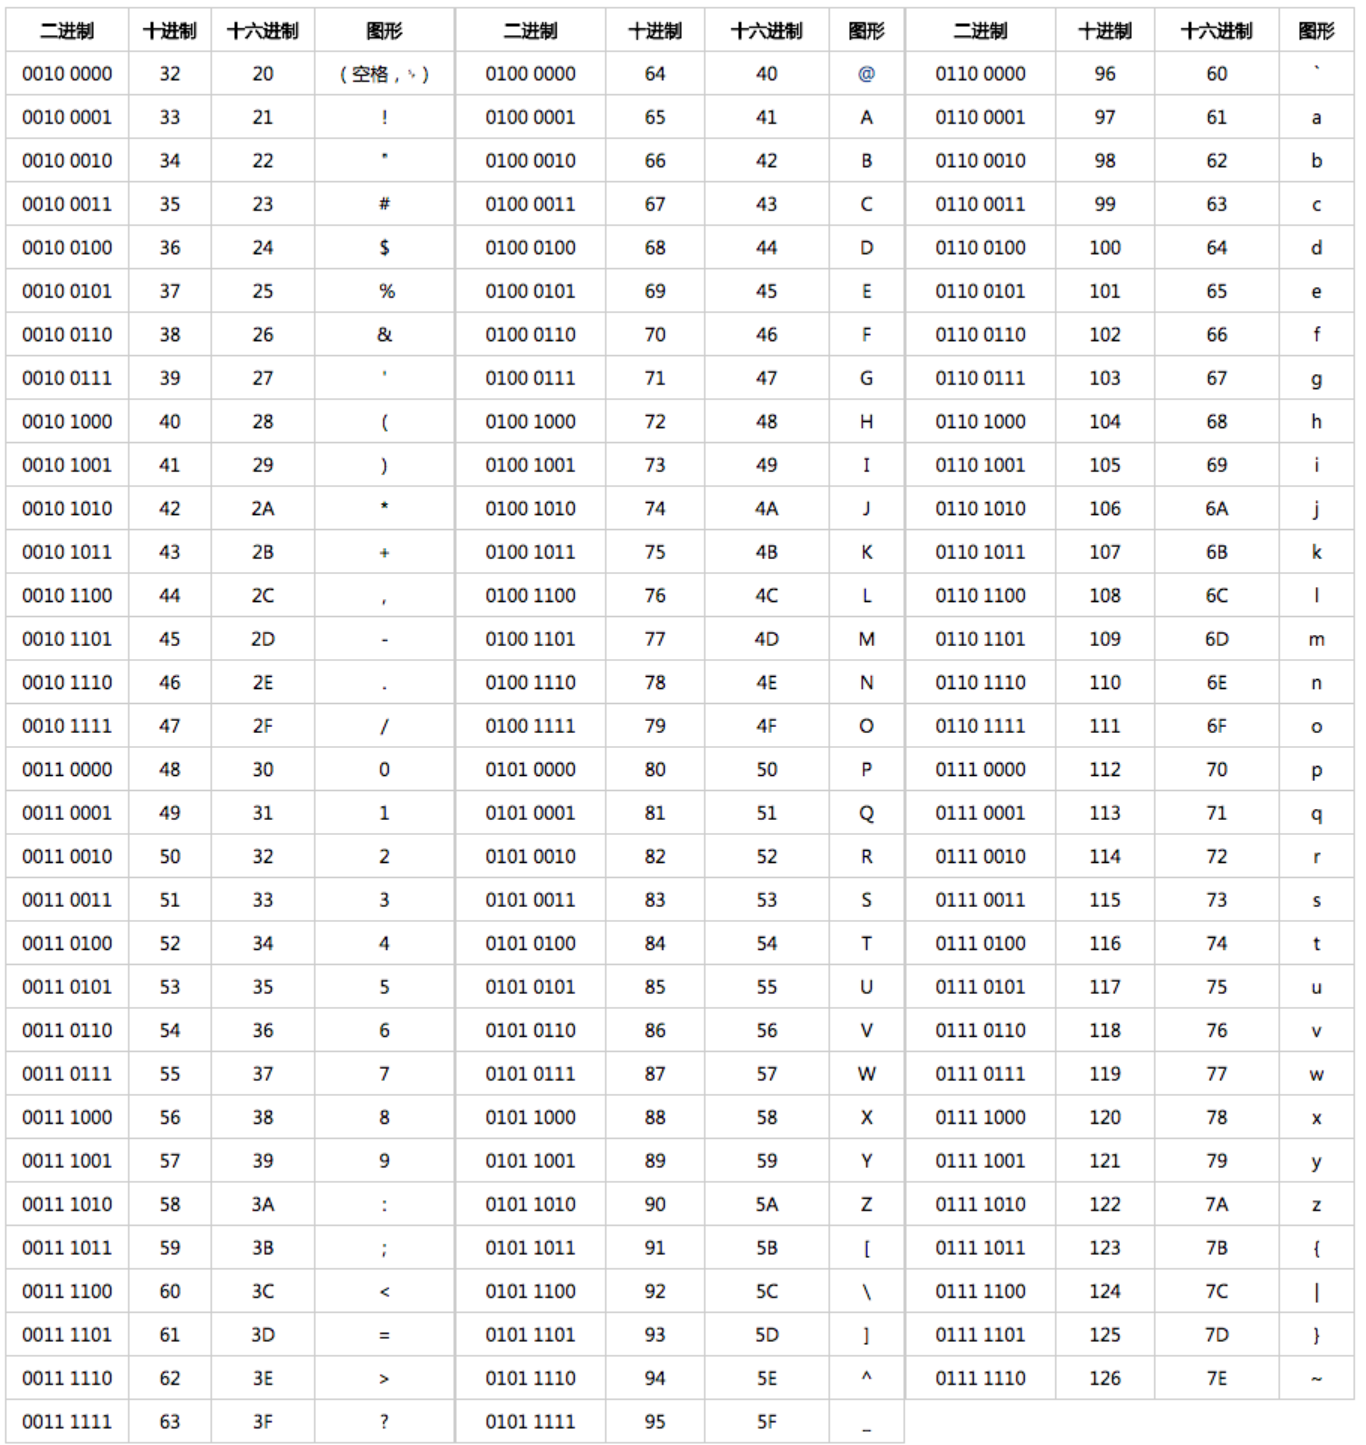 二进制 十进制 十六进制 图形 二进制 十进制 十六进制 图形 二进制 十进制 十六进制 图形
0010 0000 32 20 (空格,␠) 0100 0000 64 40 @ 0110 0000 96 60 `
0010 0001 33 21 ! 0100 0001 65 41 A 0110 0001 97 61 a
0010 0010 34 22 " 0100 0010 66 42 B 0110 0010 98 62 b
0010 0011 35 23 # 0100 0011 67 43 C 0110 0011 99 63 c
0010 0100 36 24 $ 0100 0100 68 44 D 0110 0100 100 64 d
0010 0101 37 25 % 0100 0101 69 45 E 0110 0101 101 65 e
0010 0110 38 26 & 0100 0110 70 46 F 0110 0110 102 66 f
0010 0111 39 27 ' 0100 0111 71 47 G 0110 0111 103 67 g
0010 1000 40 28 ( 0100 1000 72 48 H 0110 1000 104 68 h
0010 1001 41 29 ) 0100 1001 73 49 I 0110 1001 105 69 i
0010 1010 42 2A * 0100 1010 74 4A J 0110 1010 106 6A j
0010 1011 43 2B + 0100 1011 75 4B K 0110 1011 107 6B k
0010 1100 44 2C , 0100 1100 76 4C L 0110 1100 108 6C l
0010 1101 45 2D - 0100 1101 77 4D M 0110 1101 109 6D m
0010 1110 46 2E . 0100 1110 78 4E N 0110 1110 110 6E n
0010 1111 47 2F / 0100 1111 79 4F O 0110 1111 111 6F o
0011 0000 48 30 0 0101 0000 80 50 P 0111 0000 112 70 p
0011 0001 49 31 1 0101 0001 81 51 Q 0111 0001 113 71 q
0011 0010 50 32 2 0101 0010 82 52 R 0111 0010 114 72 r
0011 0011 51 33 3 0101 0011 83 53 S 0111 0011 115 73 s
0011 0100 52 34 4 0101 0100 84 54 T 0111 0100 116 74 t
0011 0101 53 35 5 0101 0101 85 55 U 0111 0101 117 75 u
0011 0110 54 36 6 0101 0110 86 56 V 0111 0110 118 76 v
0011 0111 55 37 7 0101 0111 87 57 W 0111 0111 119 77 w
0011 1000 56 38 8 0101 1000 88 58 X 0111 1000 120 78 x
0011 1001 57 39 9 0101 1001 89 59 Y 0111 1001 121 79 y
0011 1010 58 3A : 0101 1010 90 5A Z 0111 1010 122 7A z
0011 1011 59 3B ; 0101 1011 91 5B [ 0111 1011 123 7B {
0011 1100 60 3C < 0101 1100 92 5C \ 0111 1100 124 7C |
0011 1101 61 3D = 0101 1101 93 5D ] 0111 1101 125 7D }
0011 1110 62 3E > 0101 1110 94 5E ^ 0111 1110 126 7E ~
0011 1111 63 3F ? 0101 1111 95 5F _